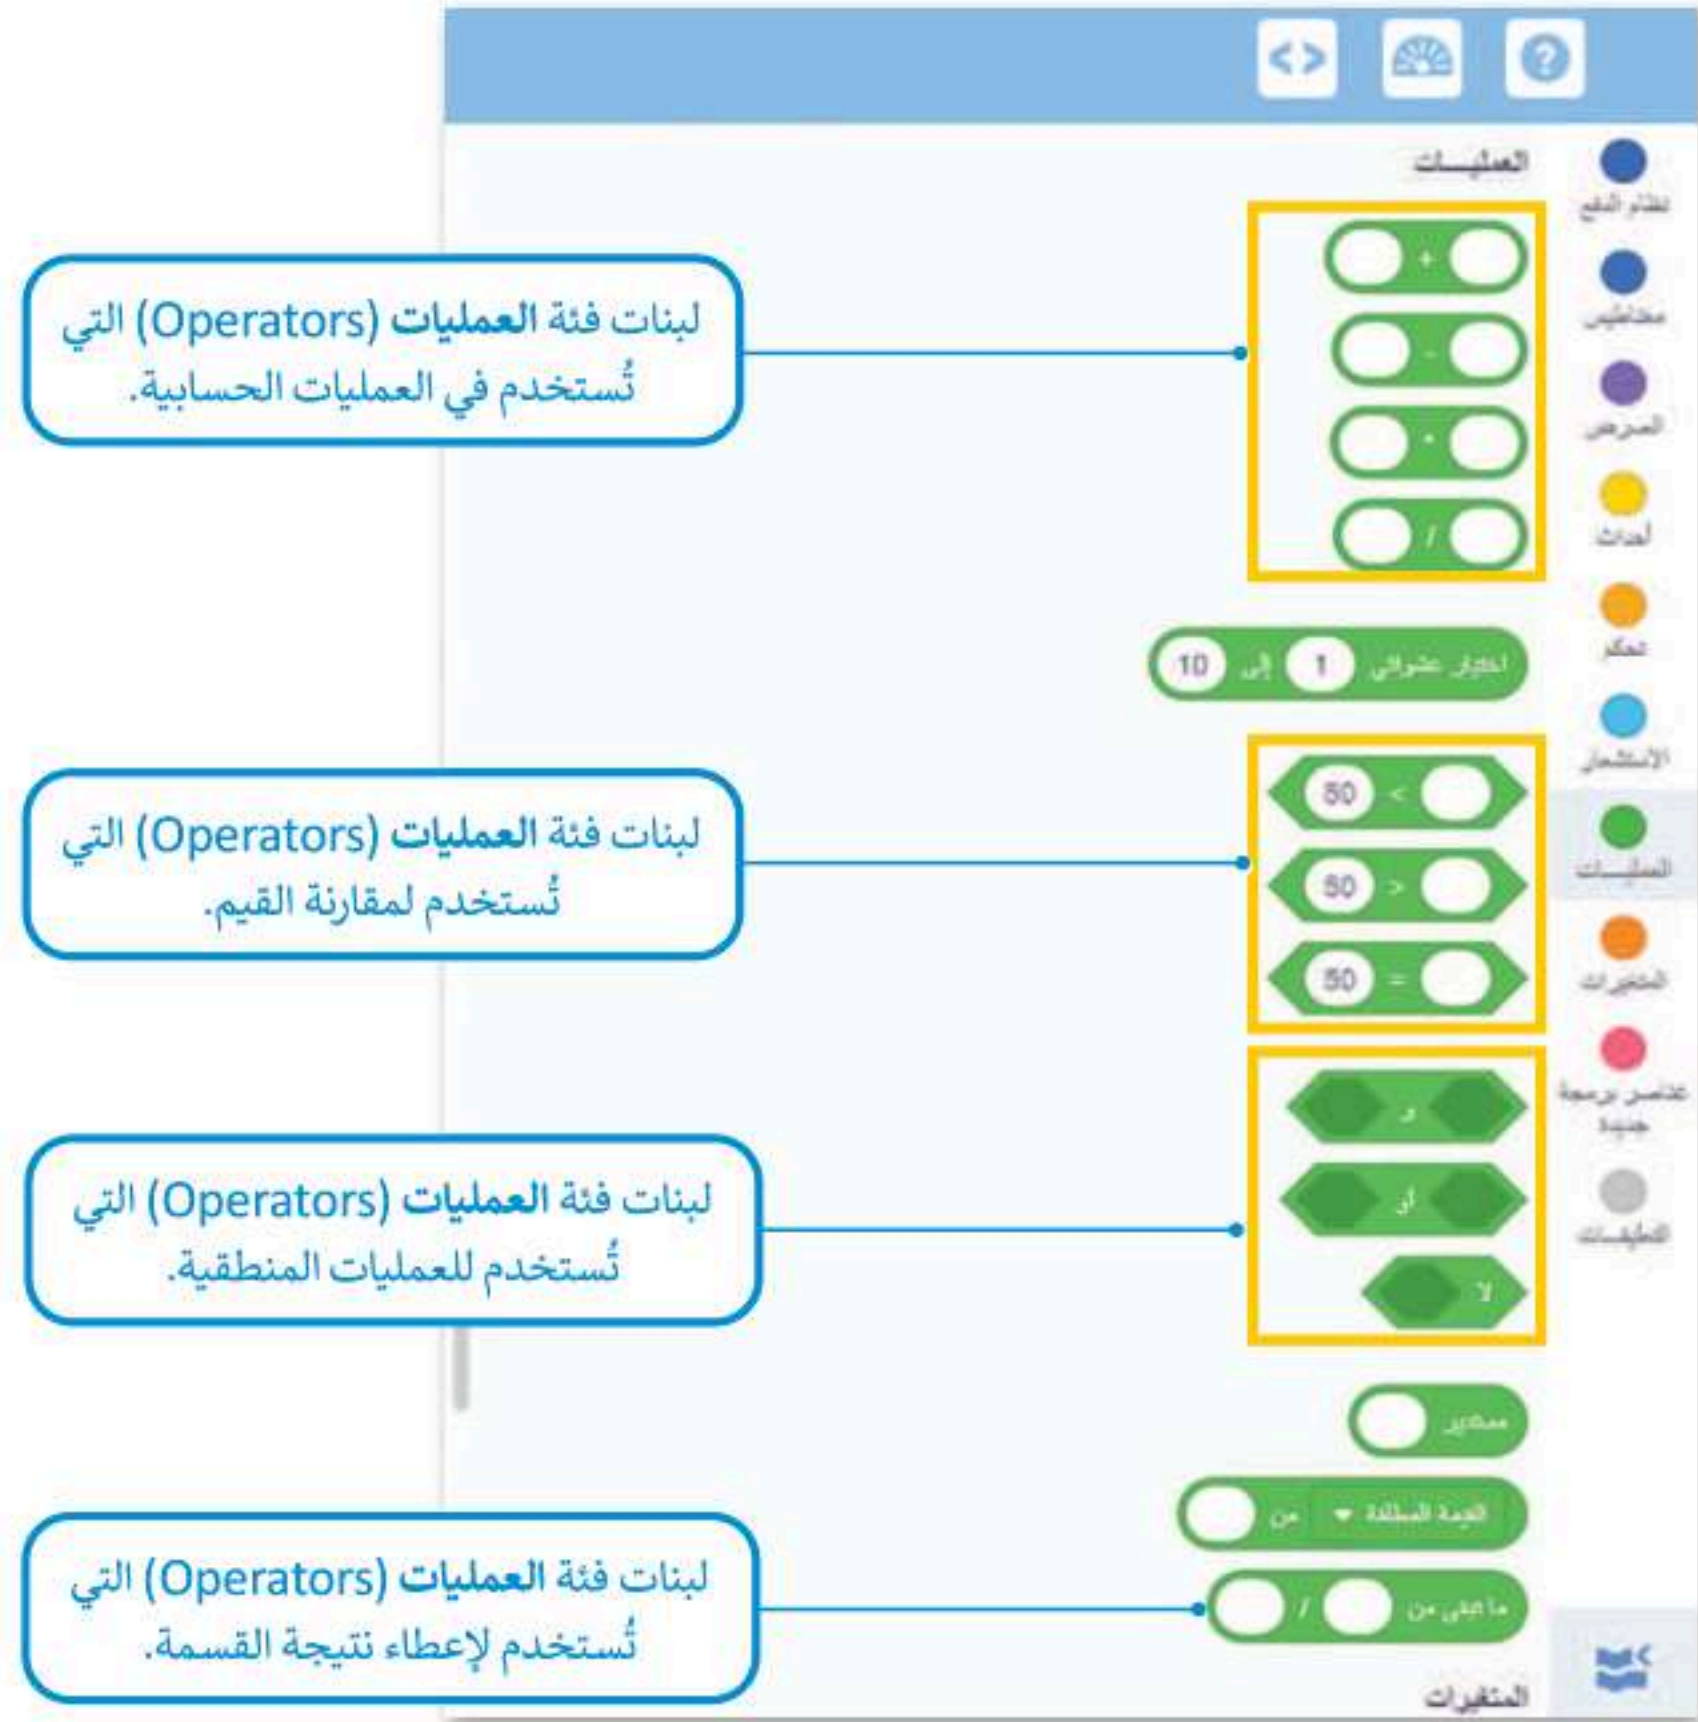 العمليات
نظام الدفع
مغناطيس
العرض
أحداث
تحكم
الاستشعار
العمليات
المتغيرات
عناصر برمجة
جديدة
التعليقات
+
-
*
/
اختيار عشوائي 1 إلى 10
< 50
> 50
= 50
و
أو
لا
مستدير
القيمة المطلقة من
ما تبقى من /
المتغيرات
لبنات فئة العمليات (Operators) التي
تُستخدم في العمليات الحسابية.
لبنات فئة العمليات (Operators) التي
تُستخدم لمقارنة القيم.
لبنات فئة العمليات (Operators) التي
تُستخدم للعمليات المنطقية.
لبنات فئة العمليات (Operators) التي
تُستخدم لإعطاء نتيجة القسمة.